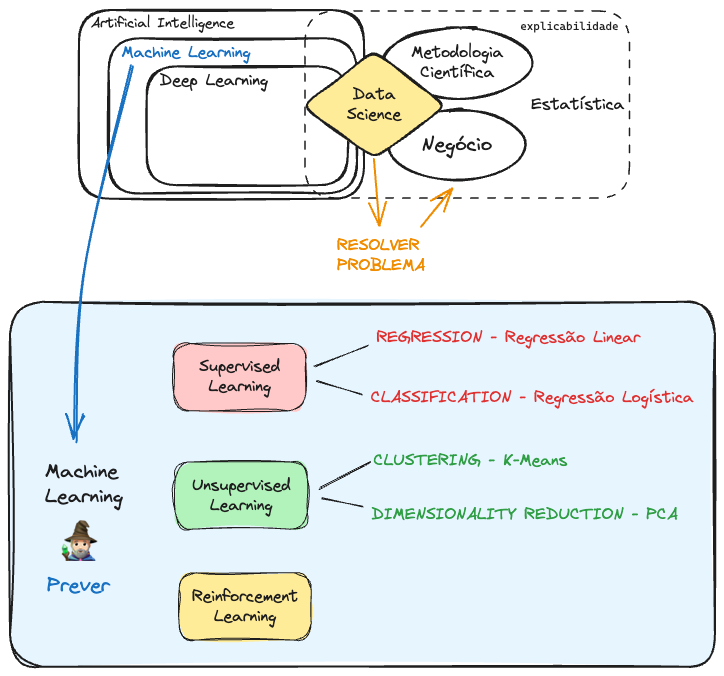 Artificial Intelligence
explicabilidade
Machine Learning
Deep Learning
Metodologia
Científica
Data
Science
Estatística
Negócio
RESOLVER
PROBLEMA
Supervised
Learning
REGRESSION - Regressão Linear
CLASSIFICATION - Regressão Logística
Machine
Learning
Prever
Unsupervised
Learning
CLUSTERING - K-Means
DIMENSIONALITY REDUCTION - PCA
Reinforcement
Learning